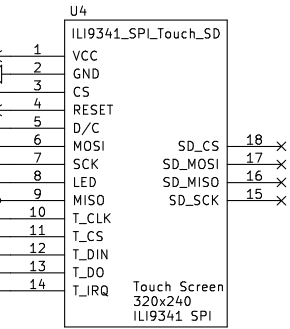 U4
ILI9341_SPI_Touch_SD
1 VCC
2 GND
3 CS
4 RESET
5 D/C
6 MOSI SD_CS 18
7 SCK SD_MOSI 17
8 LED SD_MISO 16
9 MISO SD_SCK 15
10 T_CLK
11 T_CS
12 T_DIN
13 T_DO
14 T_IRQ
Touch Screen
320x240
ILI9341 SPI